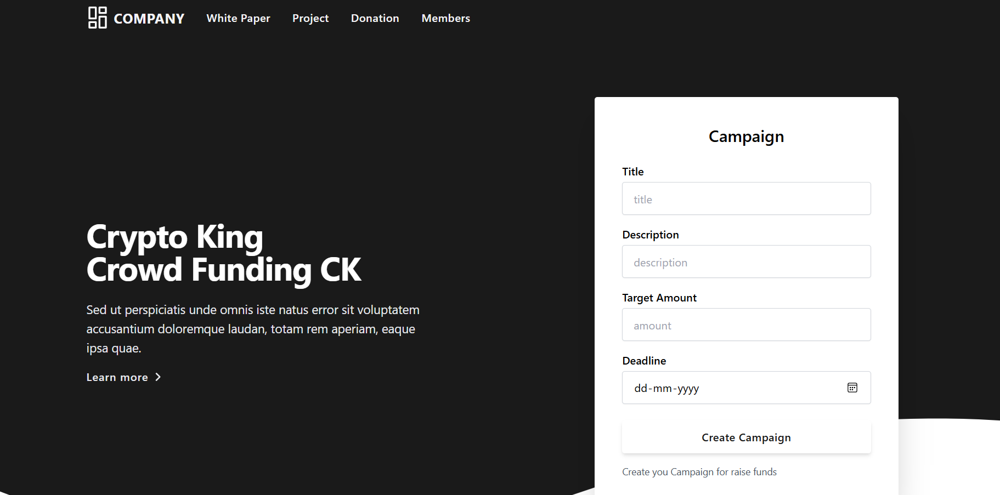 COMPANY White Paper Project Donation Members
Crypto King
Crowd Funding CK
Sed ut perspiciatis unde omnis iste natus error sit voluptatem
accusantium doloremque laudan, totam rem aperiam, eaque
ipsa quae.
Learn more
Campaign
Title
title
Description
description
Target Amount
amount
Deadline
dd-mm-yyyy
Create Campaign
Create you Campaign for raise funds